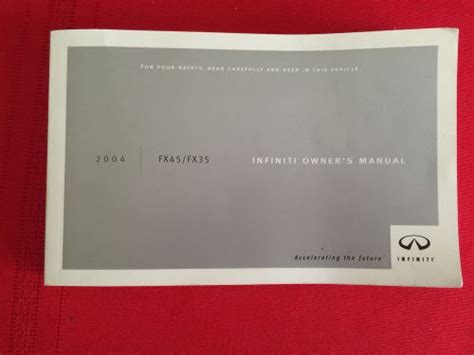 FOR YOUR SAFETY, READ CAREFULLY AND KEEP IN THIS VEHICLE.
2004 FX45/FX35 INFINITI OWNER'S MANUAL
Accelerating the future
INFINITI